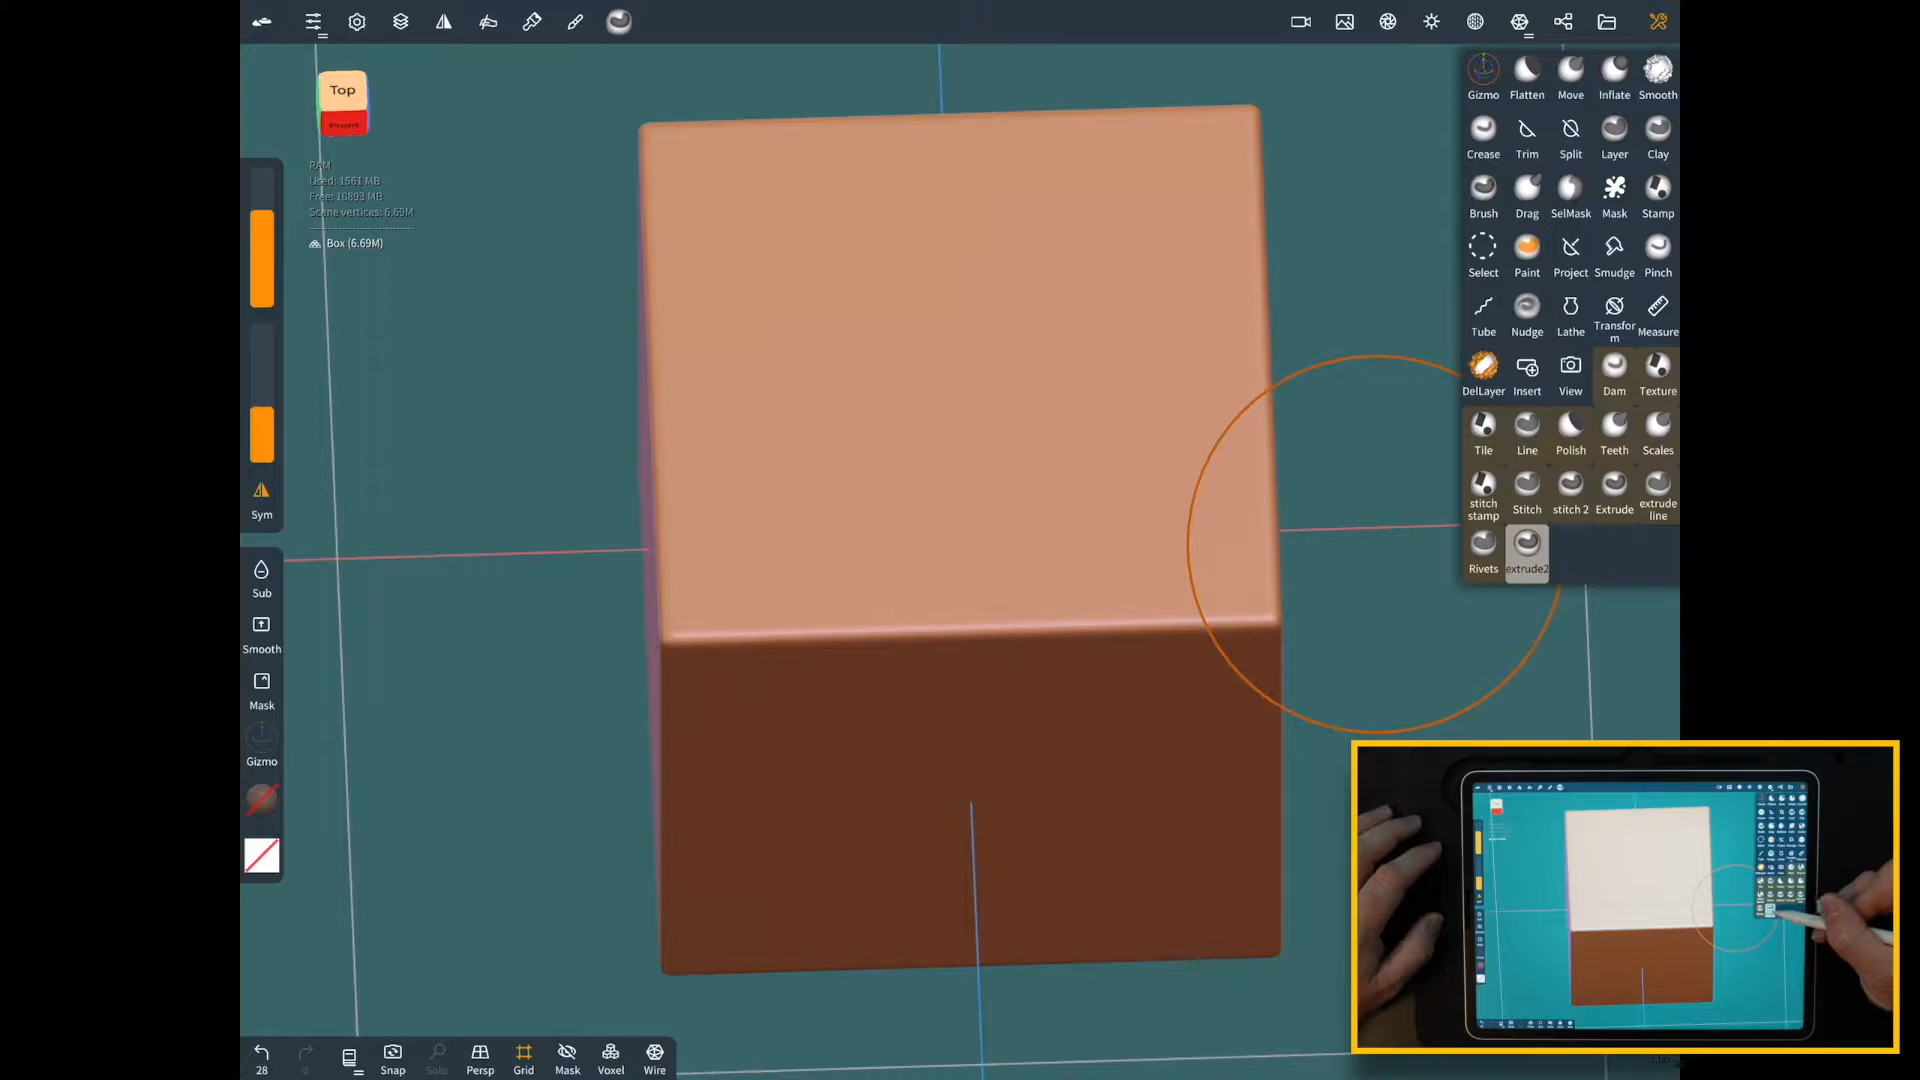 Top
Front
RAM
Used: 1561 MB
Free: 10893 MB
Scene vertices: 6.69M
Box (6.69M)
Sym
Sub
Smooth
Mask
Gizmo
Gizmo Flatten Move Inflate Smooth
Crease Trim Split Layer Clay
Brush Drag SelMask Mask Stamp
Select Paint Project Smudge Pinch
Tube Nudge Lathe Transform Measure
DelLayer Insert View Dam Texture
Tile Line Polish Teeth Scales
stitch stamp Stitch stitch 2 Extrude extrude line
Rivets extrude2
28 0 Snap Solo Persp Grid Mask Voxel Wire